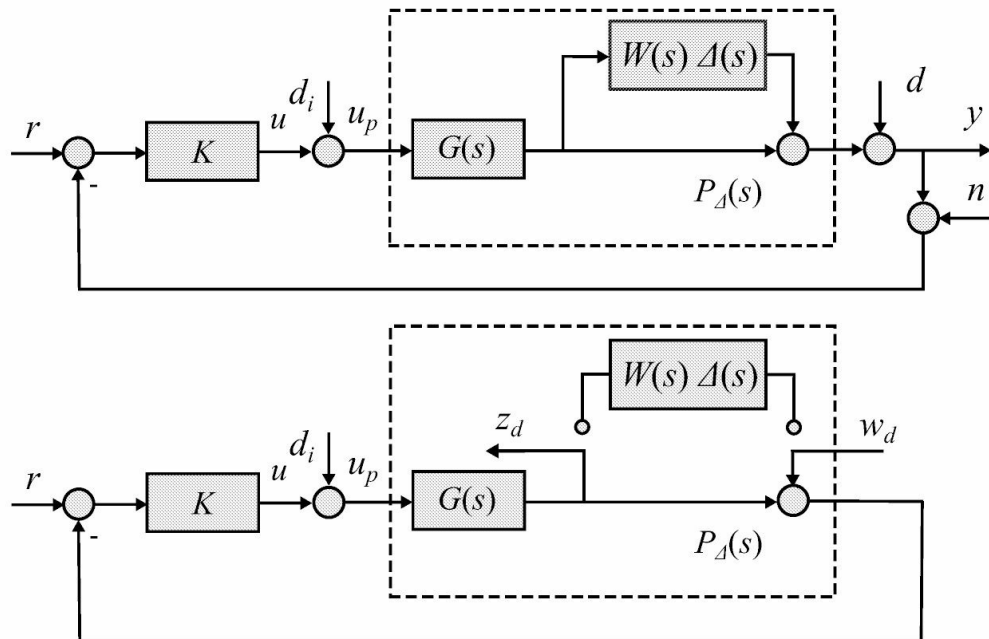 W(s) Δ(s)
d
r
u
d_i
u_p
y
K
G(s)
n
-
P_Δ(s)
W(s) Δ(s)
z_d
w_d
r
u
d_i
u_p
K
G(s)
-
P_Δ(s)